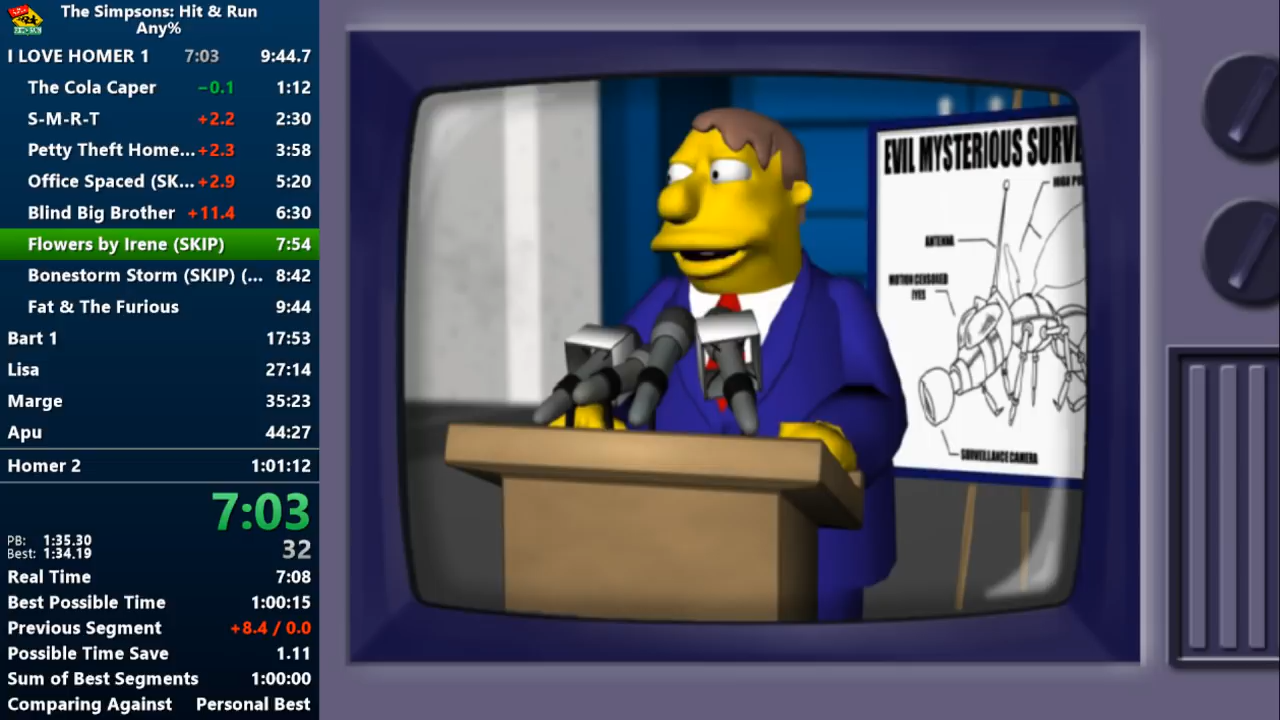 The Simpsons: Hit & Run
Any%
I LOVE HOMER 1 7:03 9:44.7
The Cola Caper −0.1 1:12
S-M-R-T +2.2 2:30
Petty Theft Home... +2.3 3:58
Office Spaced (SK... +2.9 5:20
Blind Big Brother +11.4 6:30
Flowers by Irene (SKIP) 7:54
Bonestorm Storm (SKIP) (... 8:42
Fat & The Furious 9:44
Bart 1 17:53
Lisa 27:14
Marge 35:23
Apu 44:27
Homer 2 1:01:12
7:03
PB: 1:35.30
Best: 1:34.19
32
Real Time 7:08
Best Possible Time 1:00:15
Previous Segment +8.4 / 0.0
Possible Time Save 1.11
Sum of Best Segments 1:00:00
Comparing Against Personal Best
EVIL MYSTERIOUS SURVE
HIGH
ANTENNA
MOTION CENSORED
EYES
SURVEILLANCE CAMERA